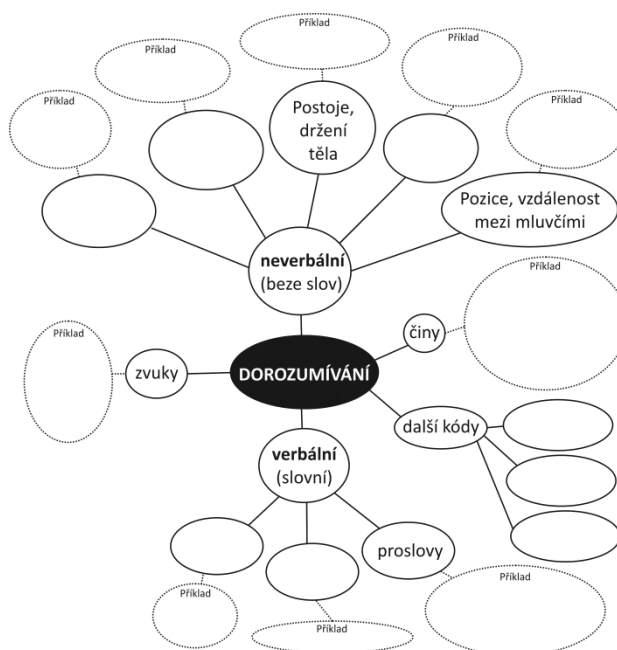 Příklad
Příklad
Příklad
Příklad
Příklad
Postoje,
držení
těla
Pozice, vzdálenost
mezi mluvčími
neverbální
(beze slov)
Příklad
činy
Příklad
zvuky
DOROZUMÍVÁNÍ
další kódy
verbální
(slovní)
proslovy
Příklad
Příklad
Příklad